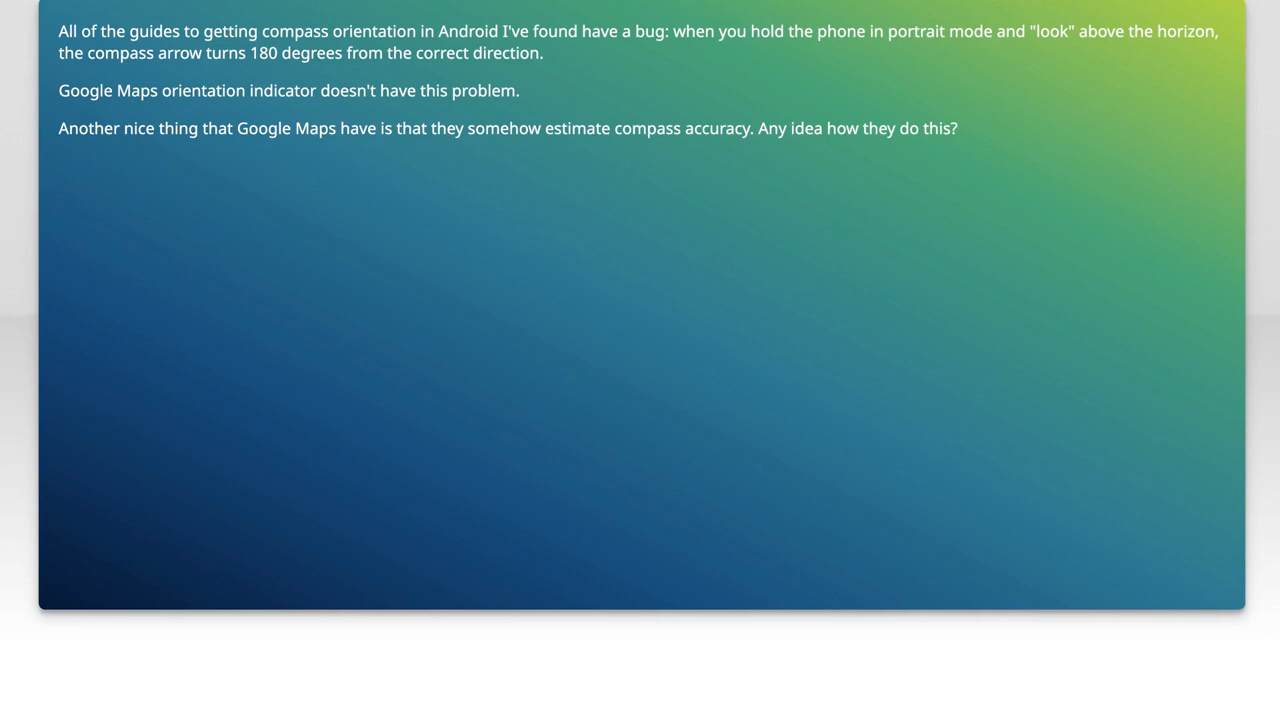 All of the guides to getting compass orientation in Android I've found have a bug: when you hold the phone in portrait mode and "look" above the horizon,
the compass arrow turns 180 degrees from the correct direction.
Google Maps orientation indicator doesn't have this problem.
Another nice thing that Google Maps have is that they somehow estimate compass accuracy. Any idea how they do this?